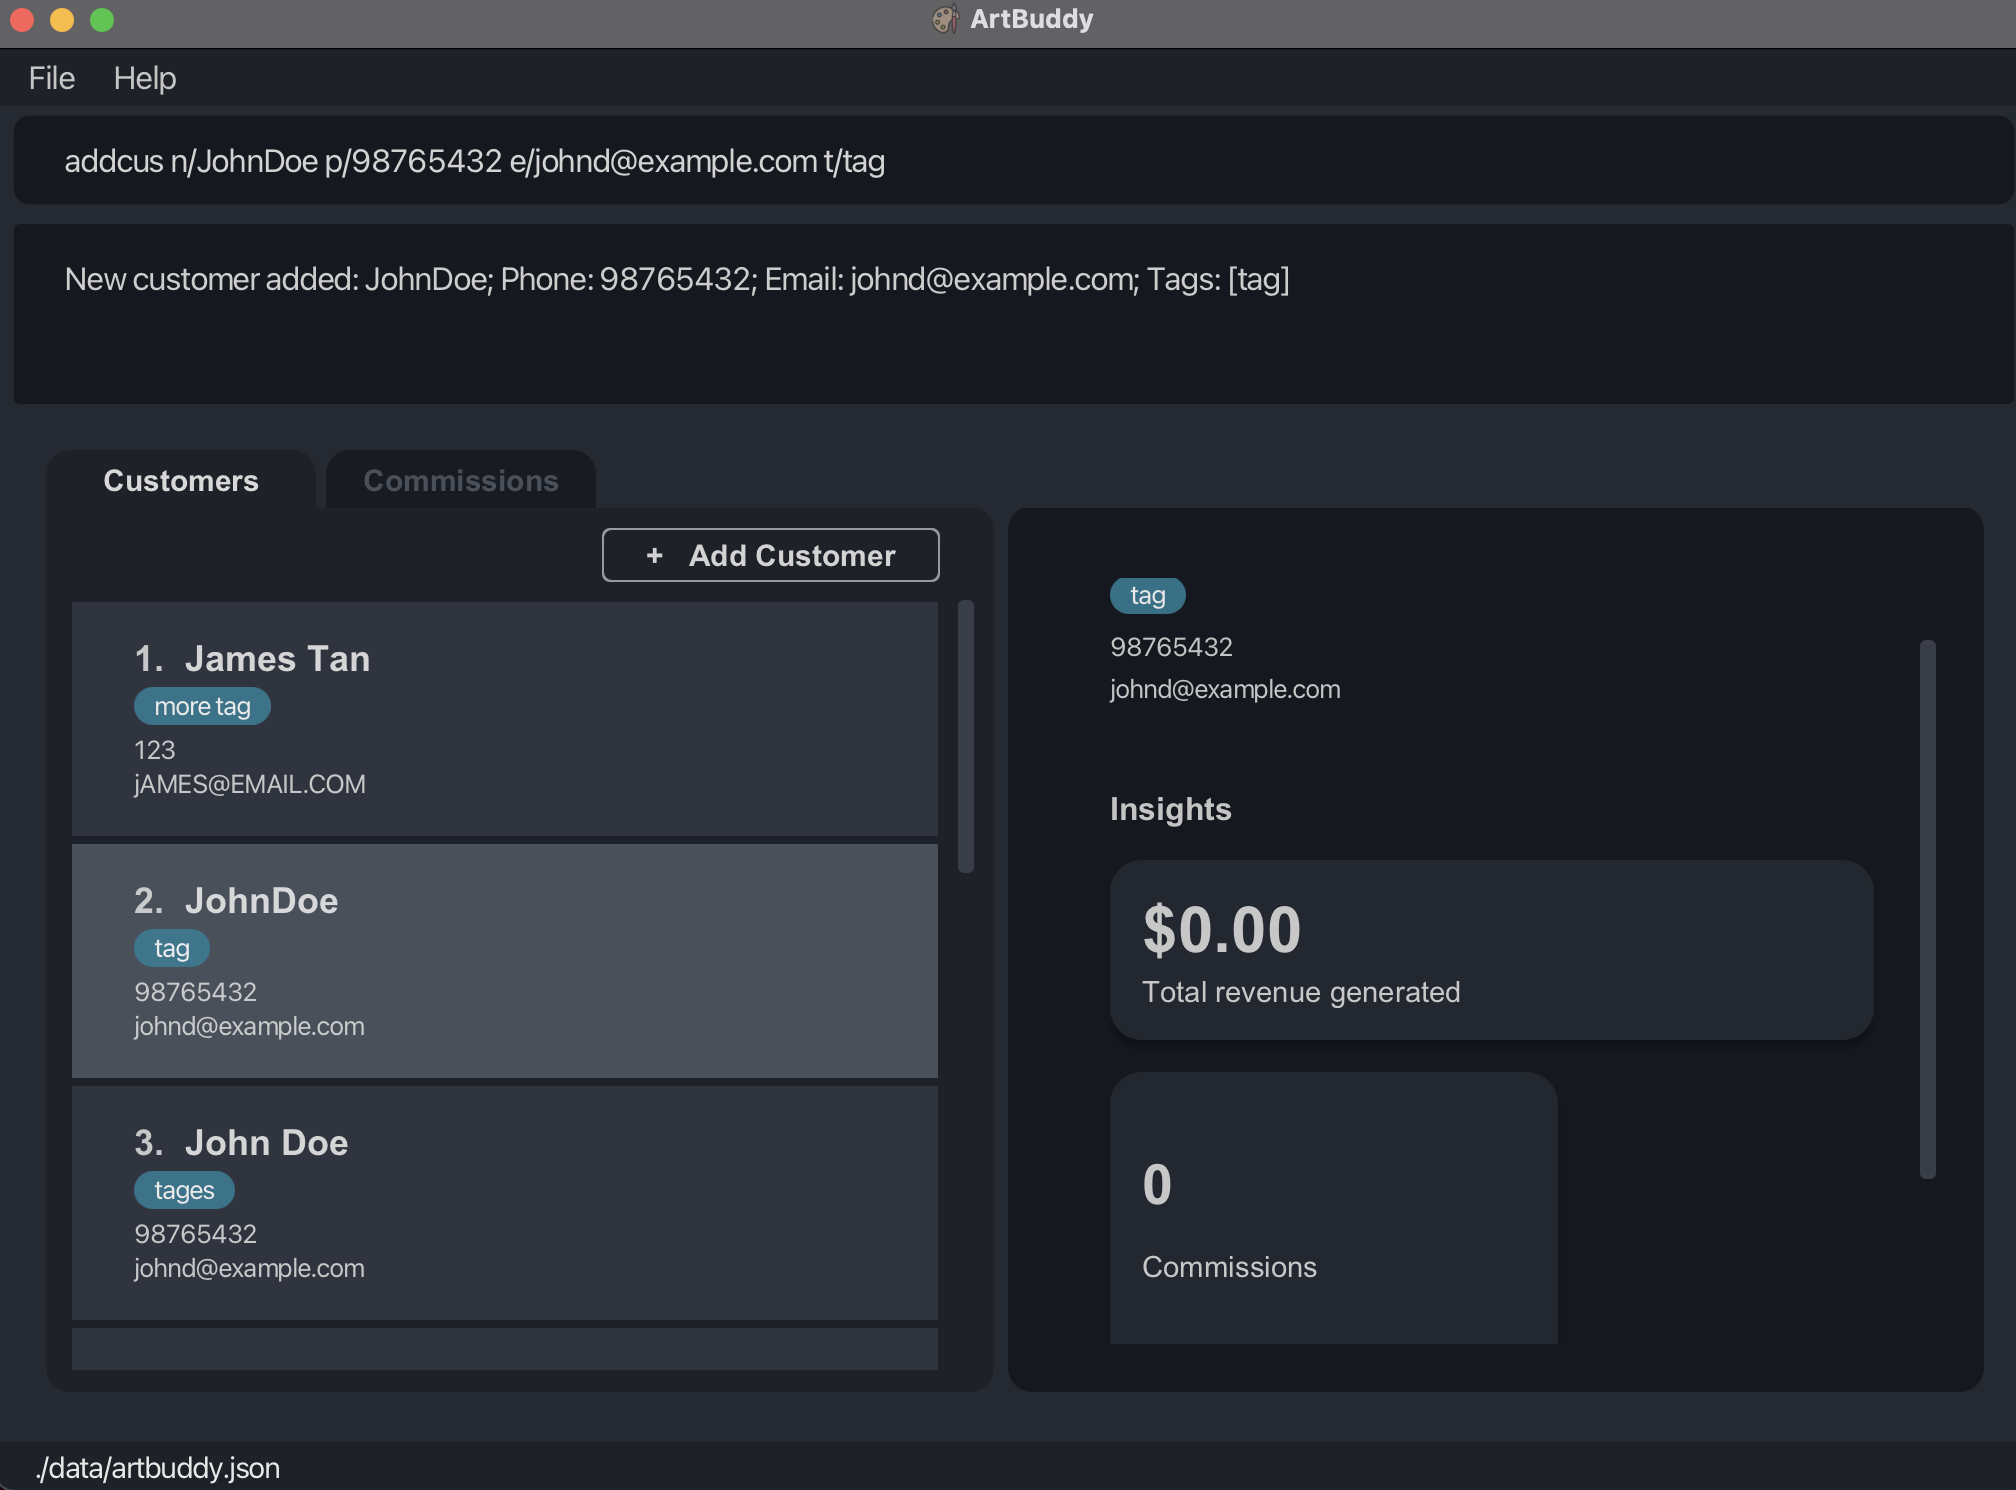 ArtBuddy
File Help
addcus n/JohnDoe p/98765432 e/johnd@example.com t/tag
New customer added: JohnDoe; Phone: 98765432; Email: johnd@example.com; Tags: [tag]
Customers Commissions
+ Add Customer
1. James Tan
more tag
123
jAMES@EMAIL.COM
2. JohnDoe
tag
98765432
johnd@example.com
3. John Doe
tages
98765432
johnd@example.com
tag
98765432
johnd@example.com
Insights
$0.00
Total revenue generated
0
Commissions
./data/artbuddy.json